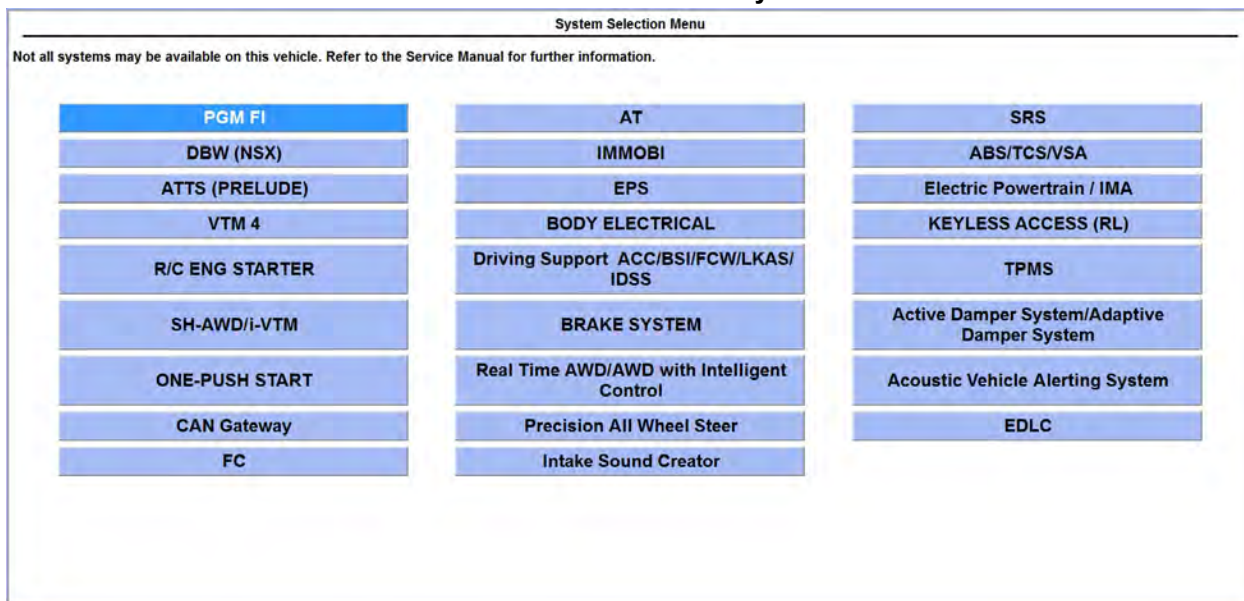 System Selection Menu
Not all systems may be available on this vehicle. Refer to the Service Manual for further information.
PGM FI
AT
SRS
DBW (NSX)
IMMOBI
ABS/TCS/VSA
ATTS (PRELUDE)
EPS
Electric Powertrain / IMA
VTM 4
BODY ELECTRICAL
KEYLESS ACCESS (RL)
R/C ENG STARTER
Driving Support ACC/BSI/FCW/LKAS/
IDSS
TPMS
SH-AWD/i-VTM
BRAKE SYSTEM
Active Damper System/Adaptive
Damper System
ONE-PUSH START
Real Time AWD/AWD with Intelligent
Control
Acoustic Vehicle Alerting System
CAN Gateway
Precision All Wheel Steer
EDLC
FC
Intake Sound Creator